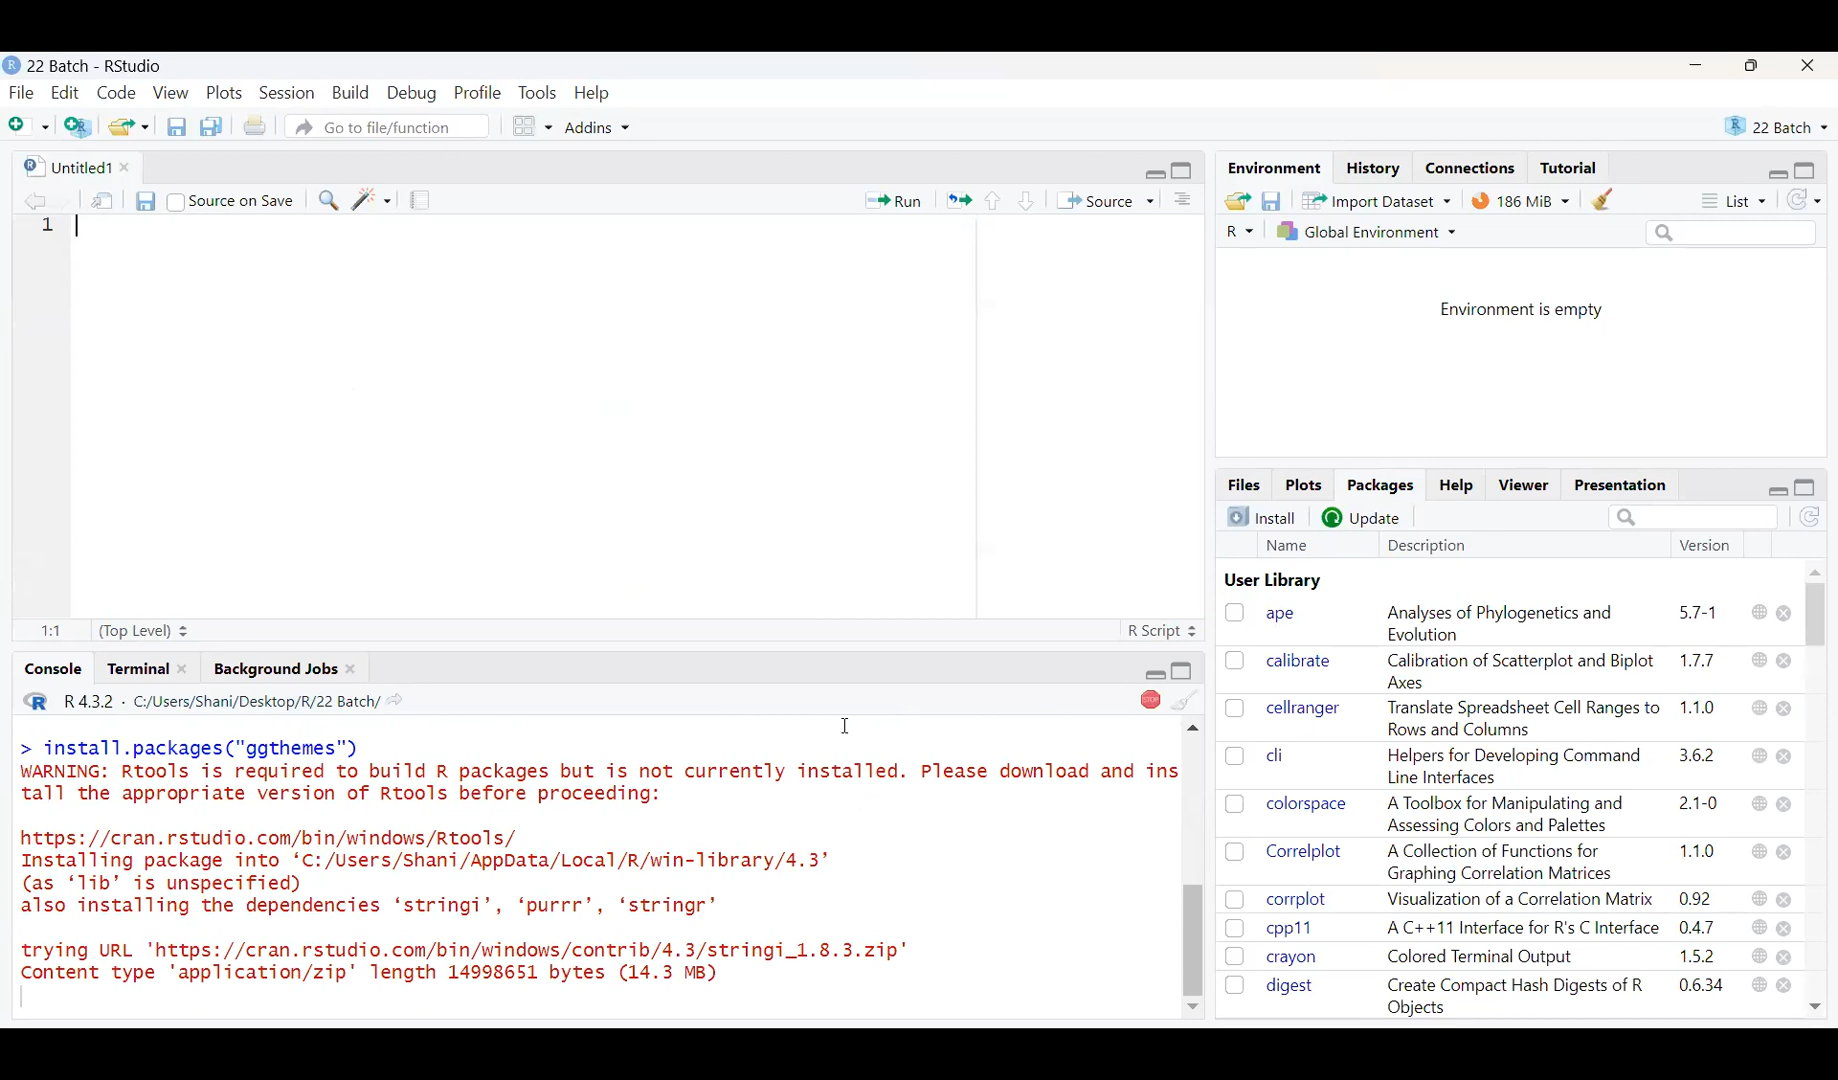 22 Batch - RStudio
File Edit Code View Plots Session Build Debug Profile Tools Help
Go to file/function Addins 22 Batch
Untitled1
Source on Save Run Source
1
1:1 (Top Level) R Script
Console Terminal Background Jobs
R 4.3.2 · C:/Users/Shani/Desktop/R/22 Batch/
STOP
> install.packages("ggthemes")
WARNING: Rtools is required to build R packages but is not currently installed. Please download and ins
tall the appropriate version of Rtools before proceeding:
https://cran.rstudio.com/bin/windows/Rtools/
Installing package into ‘C:/Users/Shani/AppData/Local/R/win-library/4.3’
(as ‘lib’ is unspecified)
also installing the dependencies ‘stringi’, ‘purrr’, ‘stringr’
trying URL 'https://cran.rstudio.com/bin/windows/contrib/4.3/stringi_1.8.3.zip'
Content type 'application/zip' length 14998651 bytes (14.3 MB)
Environment History Connections Tutorial
Import Dataset 186 MiB List
R Global Environment
Environment is empty
Files Plots Packages Help Viewer Presentation
Install Update
Name Description Version
User Library
ape Analyses of Phylogenetics and 5.7-1
Evolution
calibrate Calibration of Scatterplot and Biplot 1.7.7
Axes
cellranger Translate Spreadsheet Cell Ranges to 1.1.0
Rows and Columns
cli Helpers for Developing Command 3.6.2
Line Interfaces
colorspace A Toolbox for Manipulating and 2.1-0
Assessing Colors and Palettes
Correlplot A Collection of Functions for 1.1.0
Graphing Correlation Matrices
corrplot Visualization of a Correlation Matrix 0.92
cpp11 A C++11 Interface for R's C Interface 0.4.7
crayon Colored Terminal Output 1.5.2
digest Create Compact Hash Digests of R 0.6.34
Objects